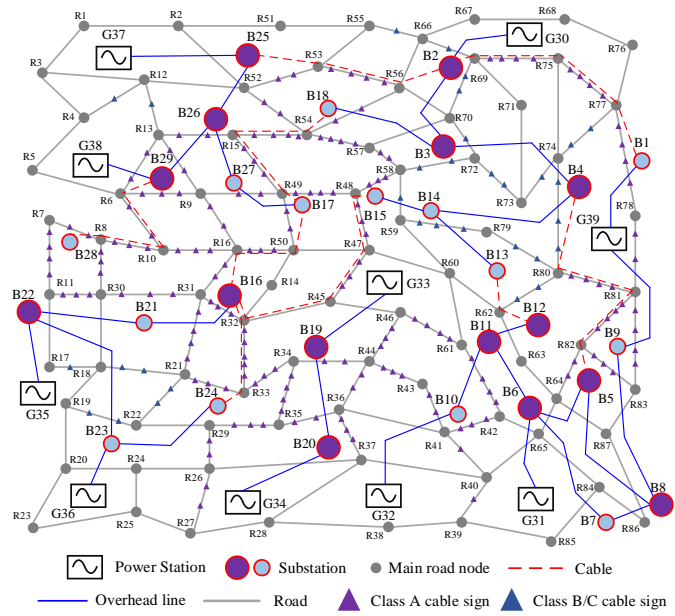 R1 R2 R51 R55 R67 R68
G37 B25 R66 G30 R76
R3 R12 R52 R53 R56 B2 R69 R75
B26 B18 R77
R4 R13 R15 R54 R70 R71 B1
G38 B29 R57 B3 R74
R5 B27 R58 R72 B4
R6 R9 R49 B17 R48 B15 B14 R73 G39 R78
R7 R8 R59 R79
B28 R10 R16 R50 R47 B13
R11 R30 R31 B16 R14 R60 R80 R81
B22 B21 R32 R45 G33 R62 B12
R46 B11 B9
B19 R61 R63 R82
R17 R18 R21 R34 R44 B5
G35 R19 B24 R33 R43 B10 B6 R64 R83
R22 R29 R35 R36 R42
B23 B20 R41 R65 R87
R20 R24 R26 R37
G36 G34 G32 R40 G31 R84 B8
R23 R25 R27 R28 R38 R39 B7 R86
R85
Power Station Substation Main road node Cable
Overhead line Road Class A cable sign Class B/C cable sign